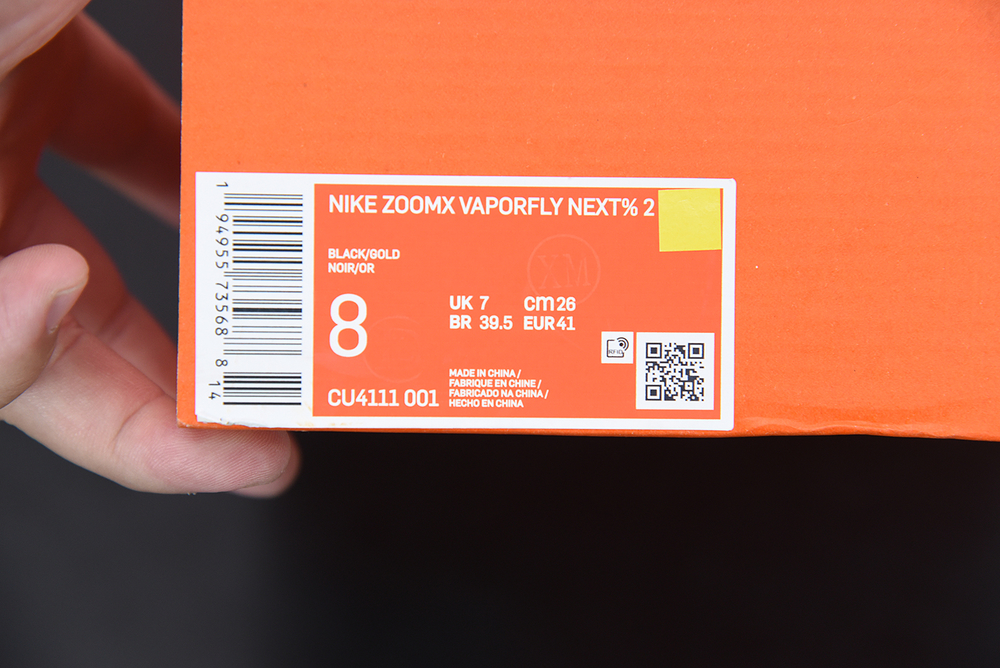 NIKE ZOOMX VAPORFLY NEXT% 2
BLACK/GOLD
NOIR/OR
8
UK 7 cm 26
BR 39.5 EUR 41
MADE IN CHINA /
FABRIQUE EN CHINE /
FABRICADO NA CHINA /
HECHO EN CHINA
CU4111 001
RFID
XM
1 94955 73568 8 14